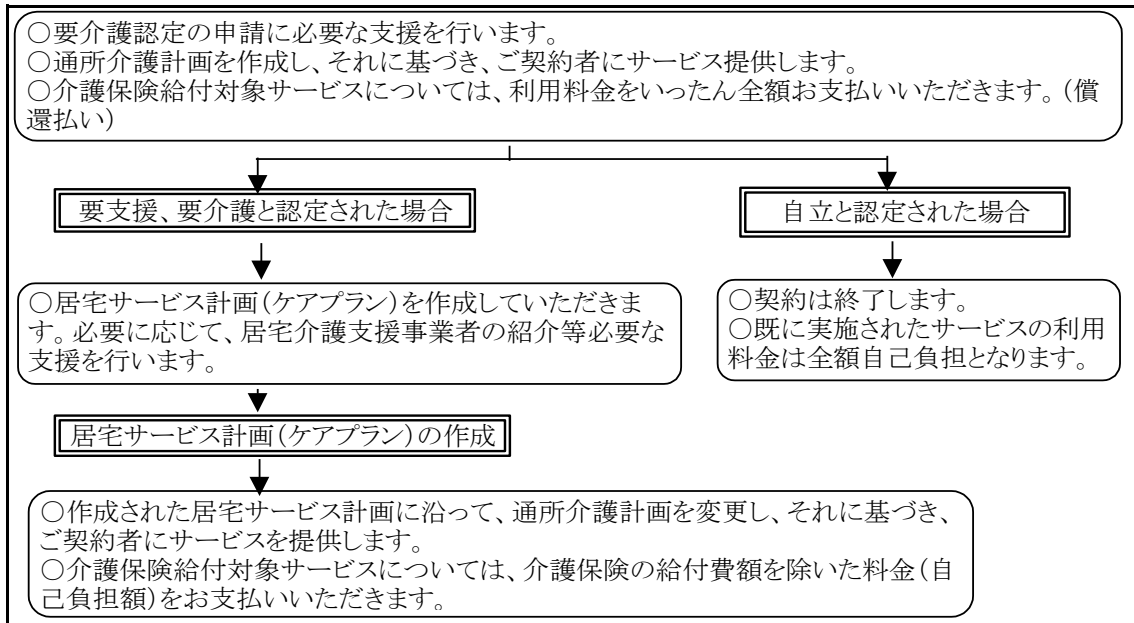 ○要介護認定の申請に必要な支援を行います。
○通所介護計画を作成し、それに基づき、ご契約者にサービス提供します。
○介護保険給付対象サービスについては、利用料金をいったん全額お支払いいただきます。(償
還払い)
要支援、要介護と認定された場合
自立と認定された場合
○居宅サービス計画(ケアプラン)を作成していただきま
す。必要に応じて、居宅介護支援事業者の紹介等必要な
支援を行います。
○契約は終了します。
○既に実施されたサービスの利用
料金は全額自己負担となります。
居宅サービス計画(ケアプラン)の作成
○作成された居宅サービス計画に沿って、通所介護計画を変更し、それに基づき、
ご契約者にサービスを提供します。
○介護保険給付対象サービスについては、介護保険の給付費額を除いた料金(自
己負担額)をお支払いいただきます。